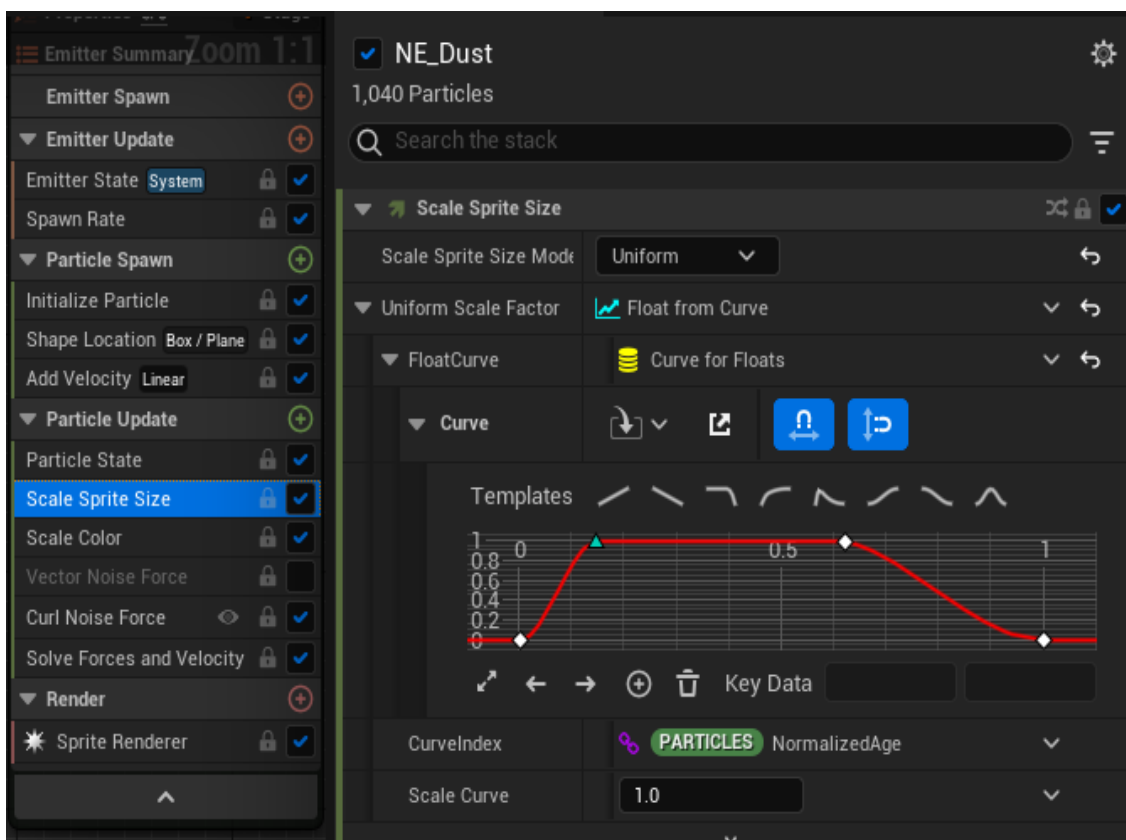 Emitter Summary
Zoom 1:1
Emitter Spawn
Emitter Update
Emitter State System
Spawn Rate
Particle Spawn
Initialize Particle
Shape Location Box / Plane
Add Velocity Linear
Particle Update
Particle State
Scale Sprite Size
Scale Color
Vector Noise Force
Curl Noise Force
Solve Forces and Velocity
Render
Sprite Renderer
NE_Dust
1,040 Particles
Search the stack
Scale Sprite Size
Scale Sprite Size Mode Uniform
Uniform Scale Factor Float from Curve
FloatCurve Curve for Floats
Curve
Templates
1
0.8
0.6
0.4
0.2
0
0 0.5 1
Key Data
CurveIndex PARTICLES NormalizedAge
Scale Curve 1.0